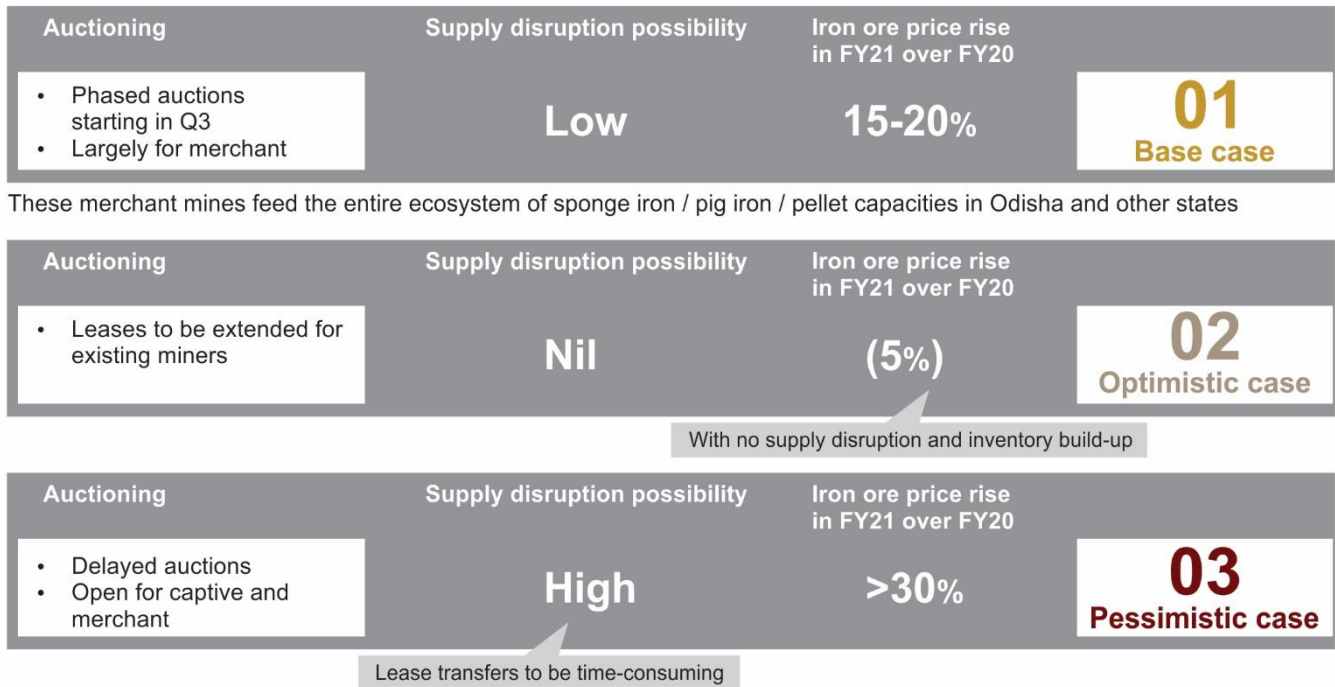 Auctioning
Supply disruption possibility
Iron ore price rise
in FY21 over FY20
• Phased auctions
starting in Q3
• Largely for merchant
Low
15-20%
01
Base case
These merchant mines feed the entire ecosystem of sponge iron / pig iron / pellet capacities in Odisha and other states
Auctioning
Supply disruption possibility
Iron ore price rise
in FY21 over FY20
• Leases to be extended for
existing miners
Nil
(5%)
02
Optimistic case
With no supply disruption and inventory build-up
Auctioning
Supply disruption possibility
Iron ore price rise
in FY21 over FY20
• Delayed auctions
• Open for captive and
merchant
High
>30%
03
Pessimistic case
Lease transfers to be time-consuming